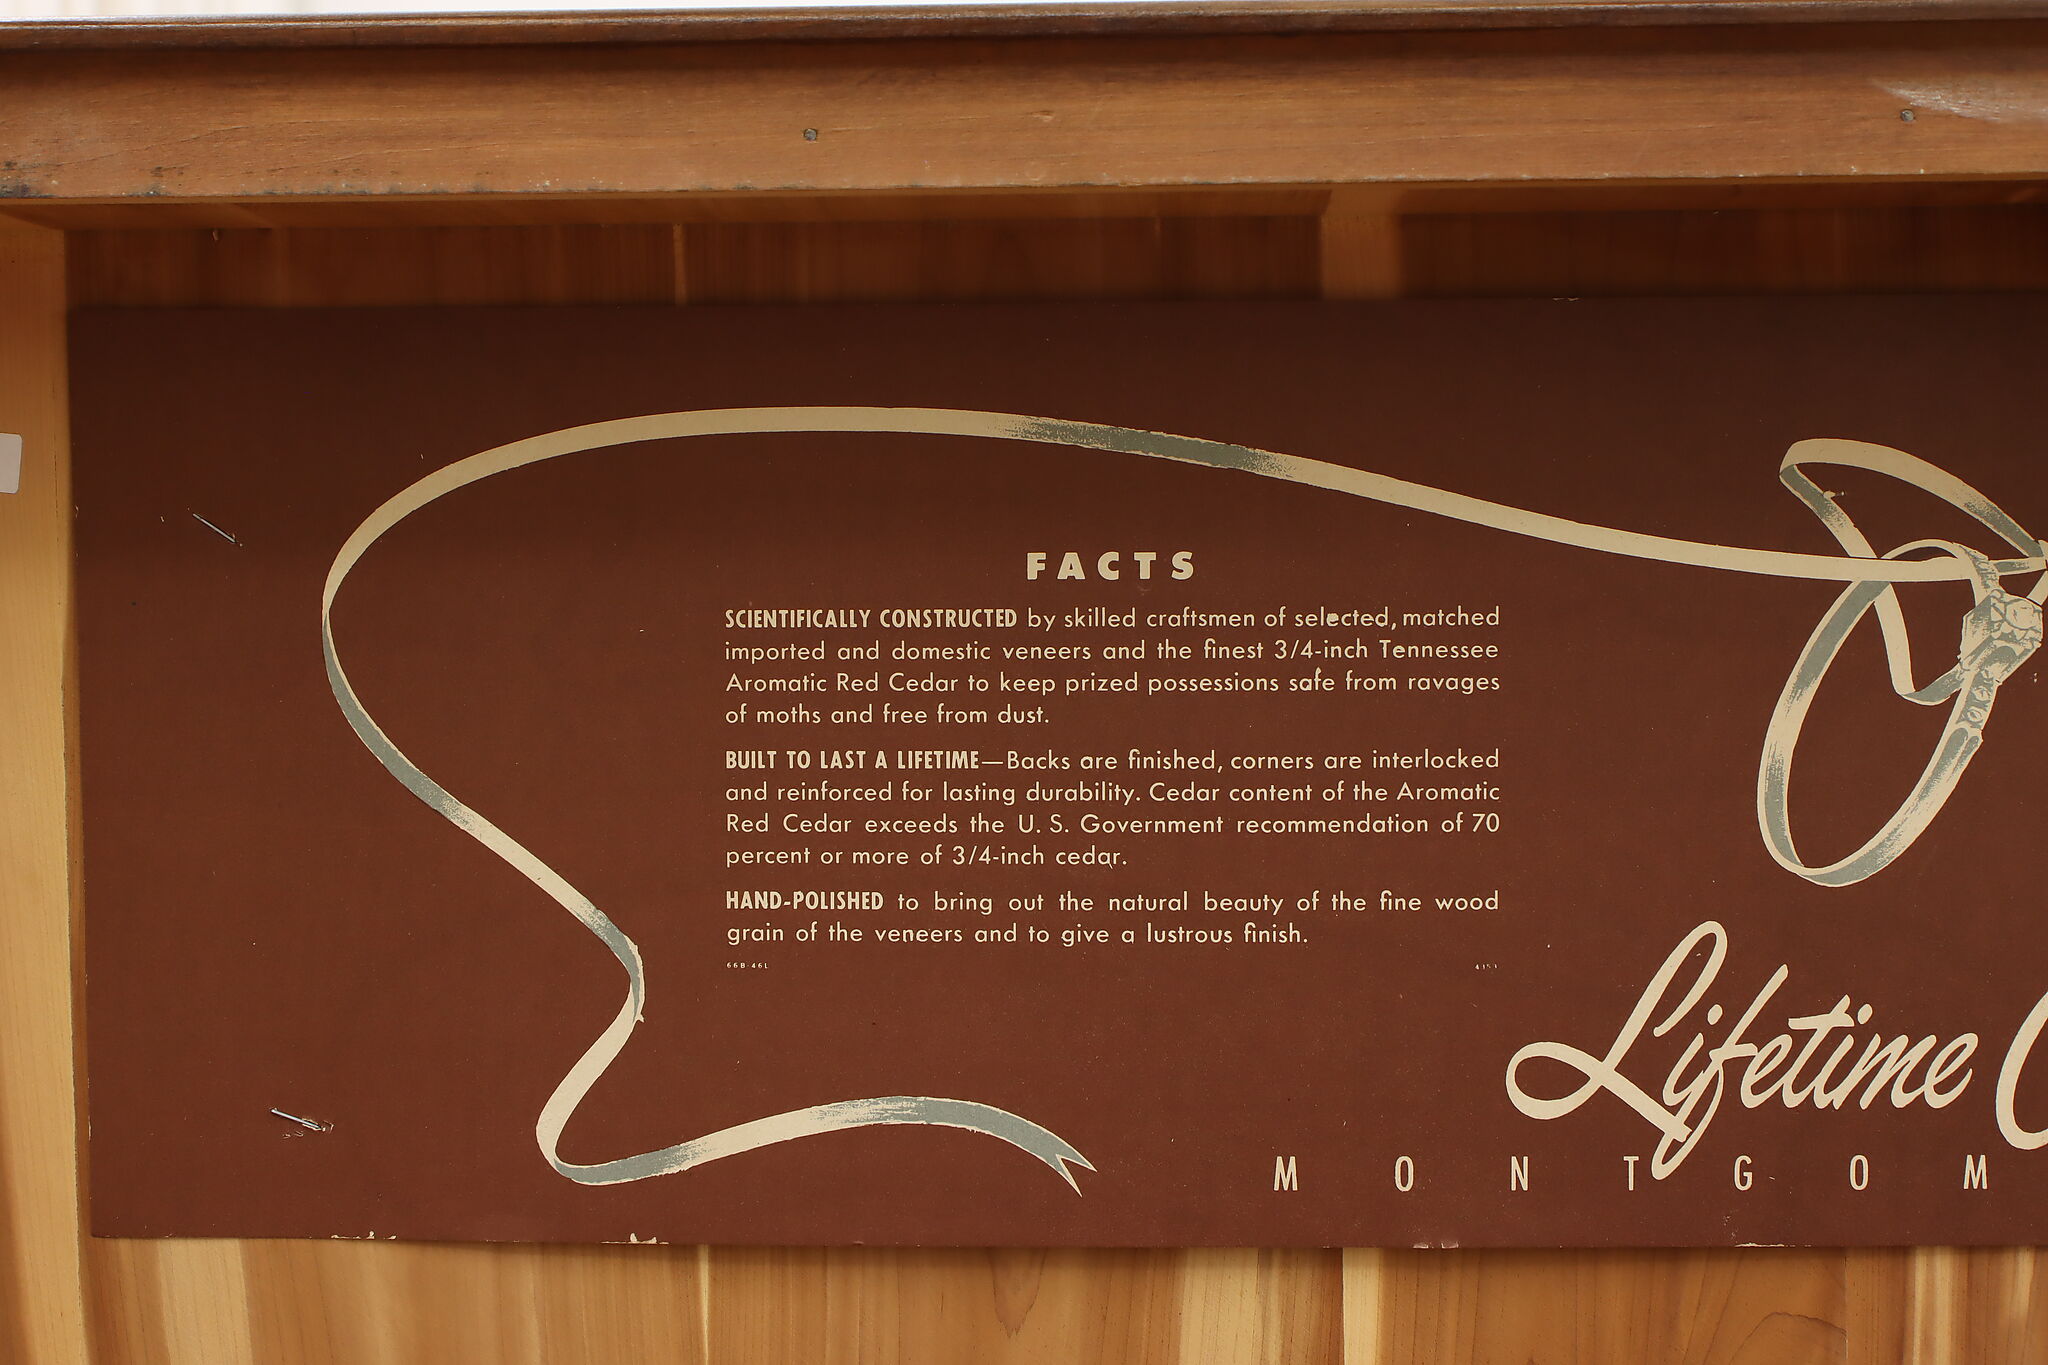 FACTS
SCIENTIFICALLY CONSTRUCTED by skilled craftsmen of selected, matched
imported and domestic veneers and the finest 3/4-inch Tennessee
Aromatic Red Cedar to keep prized possessions safe from ravages
of moths and free from dust.
BUILT TO LAST A LIFETIME—Backs are finished, corners are interlocked
and reinforced for lasting durability. Cedar content of the Aromatic
Red Cedar exceeds the U. S. Government recommendation of 70
percent or more of 3/4-inch cedar.
HAND-POLISHED to bring out the natural beauty of the fine wood
grain of the veneers and to give a lustrous finish.
66B-46L
Lifetime C
MONTGOM